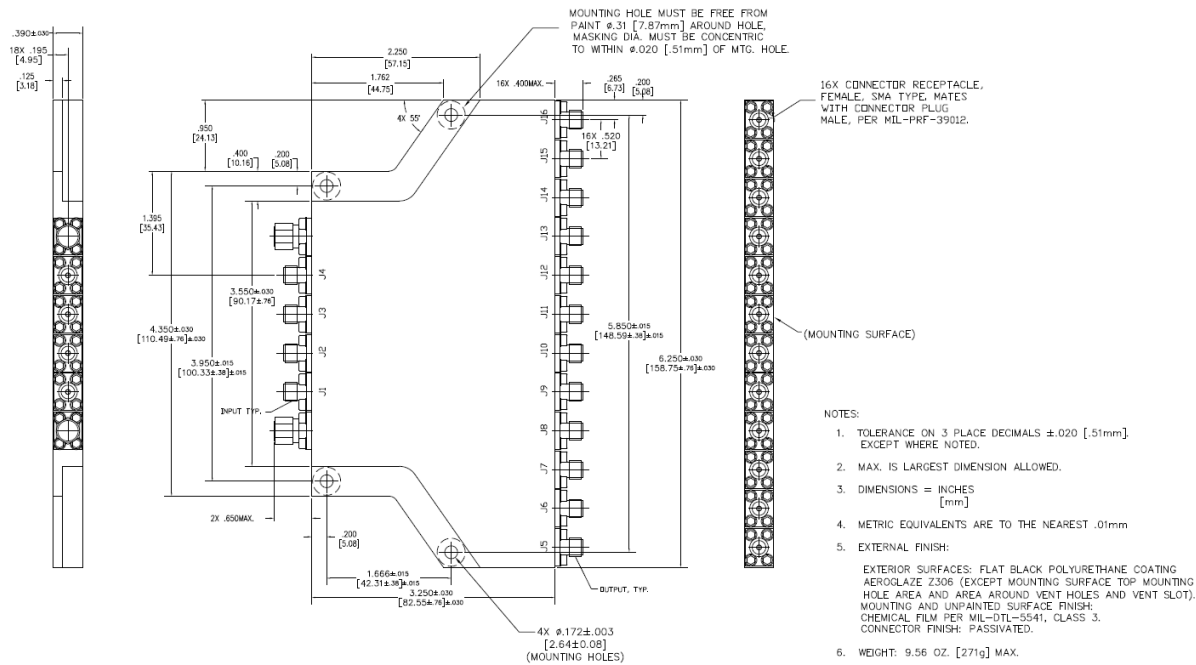 MOUNTING HOLE MUST BE FREE FROM
PAINT ø.31 [7.87mm] AROUND HOLE,
MASKING DIA. MUST BE CONCENTRIC
TO WITHIN ø.020 [.51mm] OF MTG. HOLE.
.390±.030
18X .195
[4.95]
.125
[3.18]
2.250
[57.15]
1.762
[44.75]
16X .400MAX.
.265
[6.73]
.200
[5.08]
16X CONNECTOR RECEPTACLE,
FEMALE, SMA TYPE, MATES
WITH CONNECTOR PLUG
MALE, PER MIL-PRF-39012.
4X 55°
J16
16X .520
[13.21]
.950
[24.13]
.400
[10.16]
.200
[5.08]
J15
J14
1.395
[35.43]
J13
J4
J12
3.550±.030
[90.17±.76]
J3
J11
4.350±.030
[110.49±.76]±.030
5.850±.015
[148.59±.38]±.015
(MOUNTING SURFACE)
J2
J10
3.950±.015
[100.33±.38]±.015
6.250±.030
[158.75±.76]±.030
J1
J9
INPUT TYP.
J8
J7
2X .650MAX.
J6
J5
.200
[5.08]
1.666±.015
[42.31±.38]±.015
3.250±.030
[82.55±.76]±.030
OUTPUT, TYP.
4X ø.172±.003
[2.64±0.08]
(MOUNTING HOLES)
NOTES:
1. TOLERANCE ON 3 PLACE DECIMALS ±.020 [.51mm].
EXCEPT WHERE NOTED.
2. MAX. IS LARGEST DIMENSION ALLOWED.
3. DIMENSIONS = INCHES
[mm]
4. METRIC EQUIVALENTS ARE TO THE NEAREST .01mm
5. EXTERNAL FINISH:
EXTERIOR SURFACES: FLAT BLACK POLYURETHANE COATING
AEROGLAZE Z306 (EXCEPT MOUNTING SURFACE TOP MOUNTING
HOLE AREA AND AREA AROUND VENT HOLES AND VENT SLOT).
MOUNTING AND UNPAINTED SURFACE FINISH:
CHEMICAL FILM PER MIL-DTL-5541, CLASS 3.
CONNECTOR FINISH: PASSIVATED.
6. WEIGHT: 9.56 OZ. [271g] MAX.